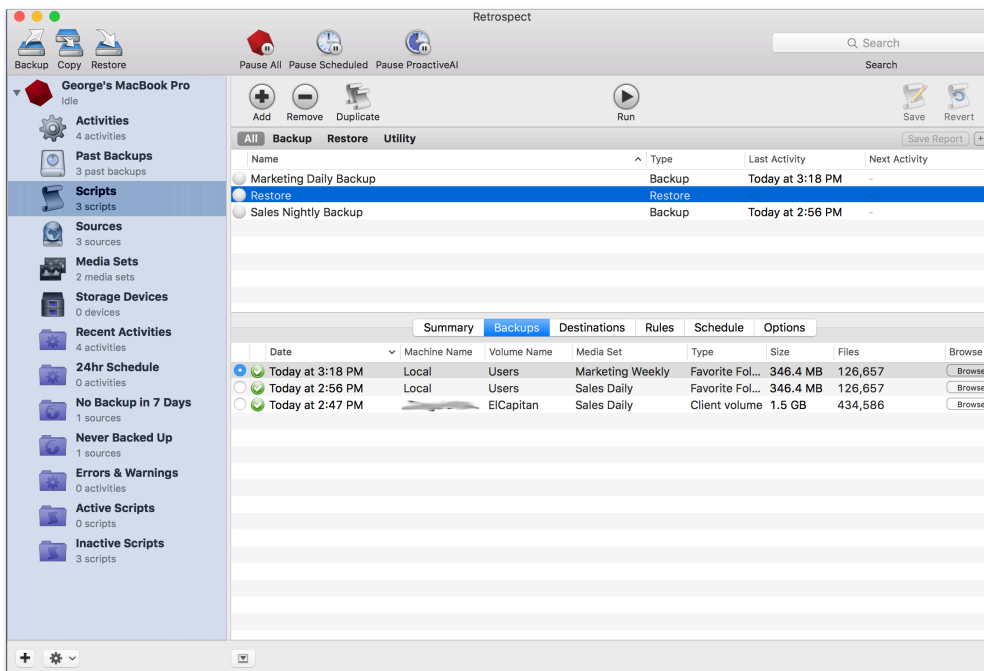 Retrospect
Backup Copy Restore Pause All Pause Scheduled Pause ProactiveAI Search
Search
George's MacBook Pro
Idle
Activities
4 activities
Past Backups
3 past backups
Scripts
3 scripts
Sources
3 sources
Media Sets
2 media sets
Storage Devices
0 devices
Recent Activities
4 activities
24hr Schedule
0 activities
No Backup in 7 Days
1 sources
Never Backed Up
1 sources
Errors & Warnings
0 activities
Active Scripts
0 scripts
Inactive Scripts
3 scripts
Add Remove Duplicate Run Save Revert
All Backup Restore Utility Save Report +
Name Type Last Activity Next Activity
Marketing Daily Backup Backup Today at 3:18 PM -
Restore Restore
Sales Nightly Backup Backup Today at 2:56 PM -
Summary Backups Destinations Rules Schedule Options
Date Machine Name Volume Name Media Set Type Size Files Browse
Today at 3:18 PM Local Users Marketing Weekly Favorite Fol... 346.4 MB 126,657 Browse
Today at 2:56 PM Local Users Sales Daily Favorite Fol... 346.4 MB 126,657 Browse
Today at 2:47 PM ElCapitan Sales Daily Client volume 1.5 GB 434,586 Browse